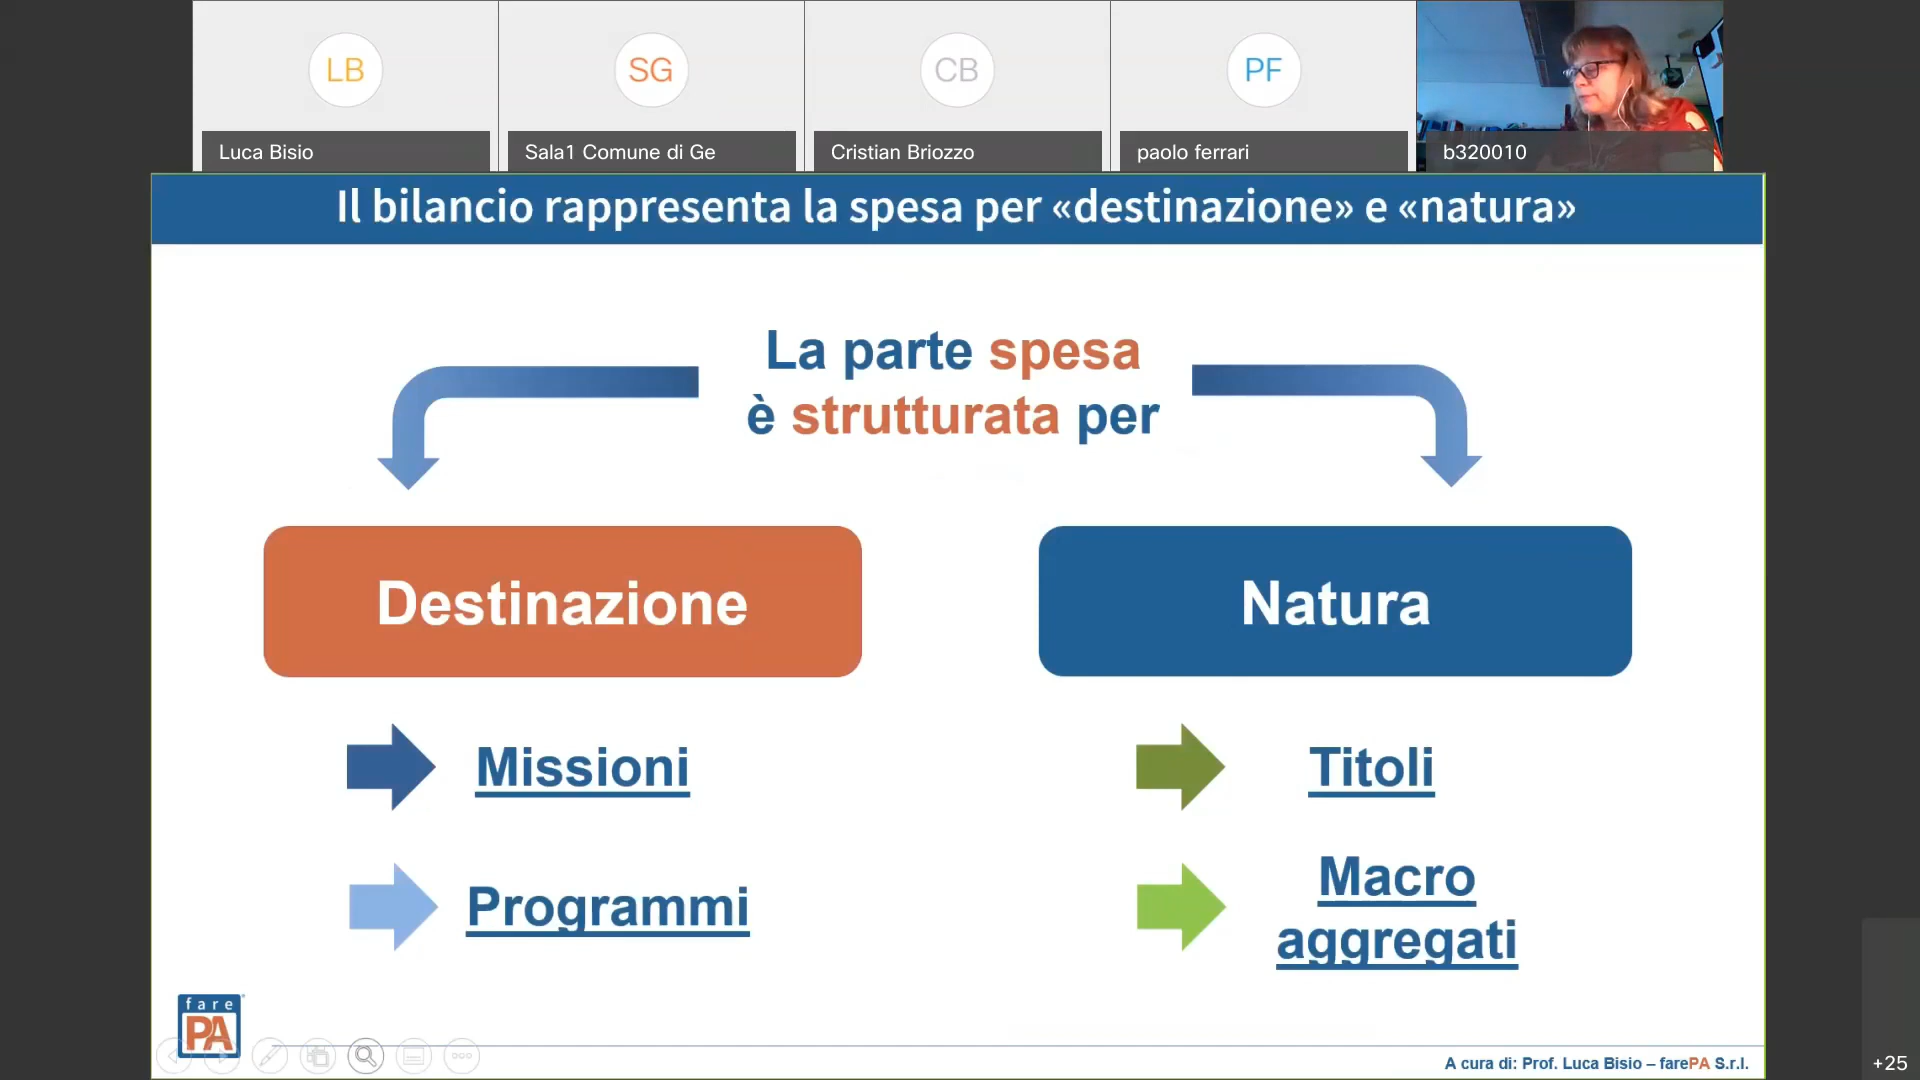 LB
SG
CB
PF
Luca Bisio
Sala1 Comune di Ge
Cristian Briozzo
paolo ferrari
b320010
Il bilancio rappresenta la spesa per «destinazione» e «natura»
La parte spesa
è strutturata per
Destinazione
Natura
Missioni
Titoli
Programmi
Macro
aggregati
fare
PA
A cura di: Prof. Luca Bisio – farePA S.r.l.
+25